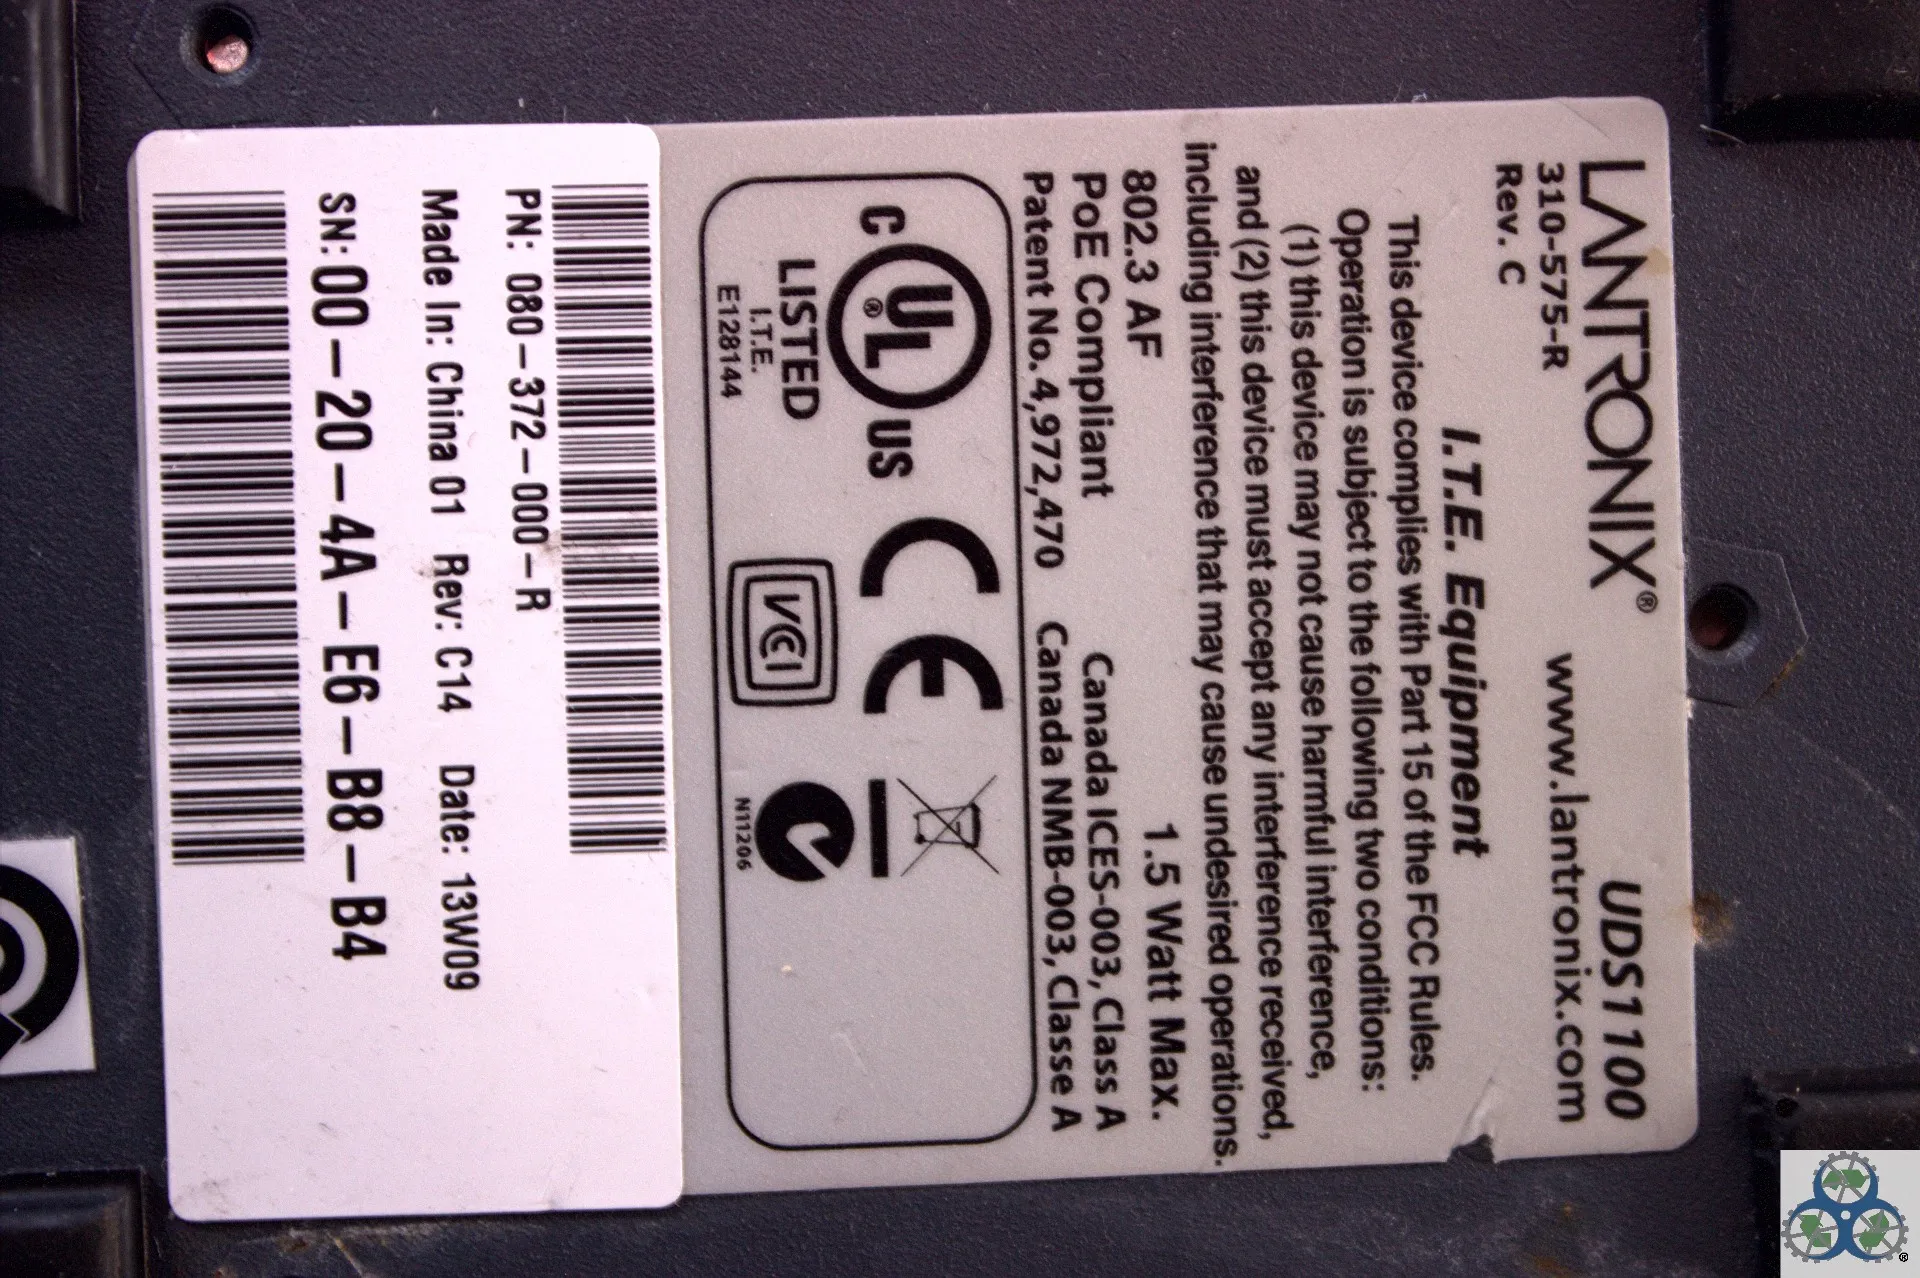 LANTRONIX® UDS1100
310-575-R www.lantronix.com
Rev. C
I.T.E. Equipment
This device complies with Part 15 of the FCC Rules.
Operation is subject to the following two conditions:
(1) this device may not cause harmful interference,
and (2) this device must accept any interference received,
including interference that may cause undesired operations.
802.3 AF 1.5 Watt Max.
PoE Compliant Canada ICES-003, Class A
Patent No. 4,972,470 Canada NMB-003, Classe A
C UL® US
LISTED
I.T.E.
E128144
CE
VCI
N11206
PN: 080-372-000-R
Made In: China 01 Rev: C14 Date: 13W09
SN:00-20-4A-E6-B8-B4
®